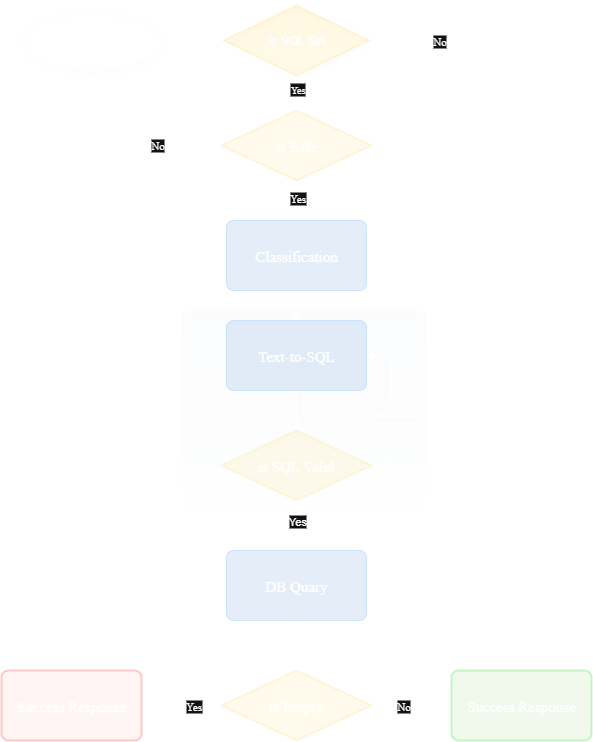 is SQL QA
No
Yes
is Safe
No
Yes
Classification
Text-to-SQL
is SQL Valid
Yes
DB Quary
Success Response
Yes
is Empty
No
Success Response